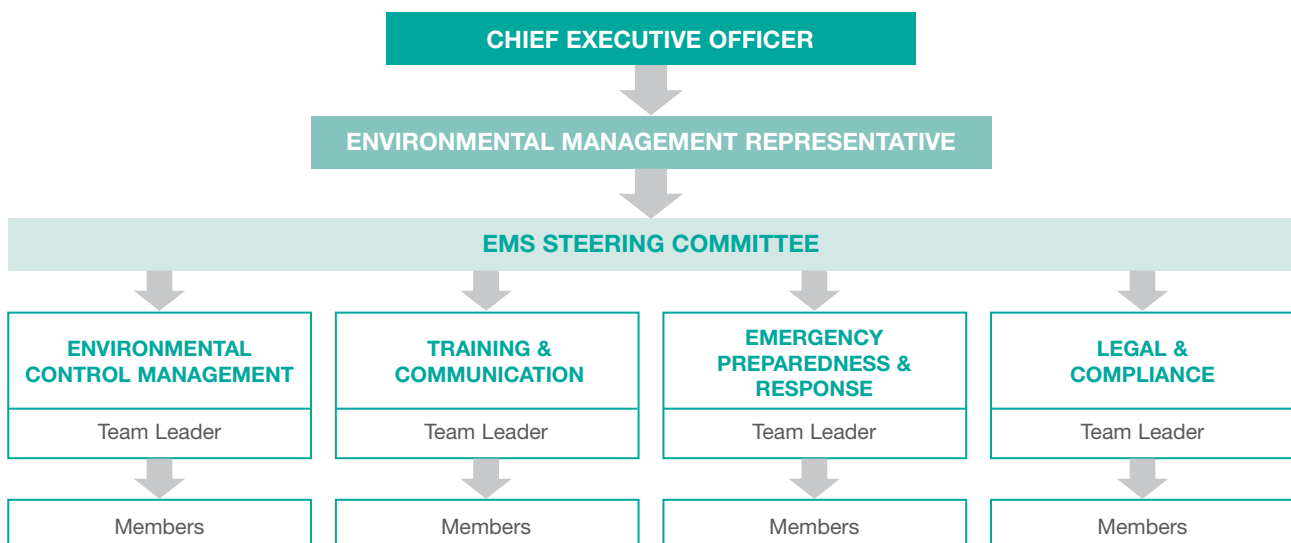 CHIEF EXECUTIVE OFFICER
ENVIRONMENTAL MANAGEMENT REPRESENTATIVE
EMS STEERING COMMITTEE
ENVIRONMENTAL
CONTROL MANAGEMENT
Team Leader
Members
TRAINING &
COMMUNICATION
Team Leader
Members
EMERGENCY
PREPAREDNESS &
RESPONSE
Team Leader
Members
LEGAL &
COMPLIANCE
Team Leader
Members